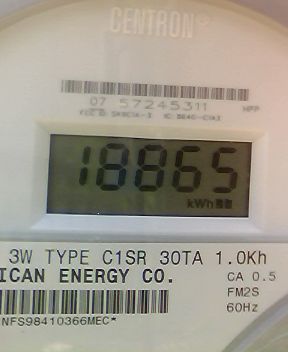 CENTRON
07 57245311
18865
kWh
3W TYPE C1SR 30TA 1.0Kh
ICAN ENERGY CO.
CA 0.5
FM2S
60Hz
NFS98410366MEC*